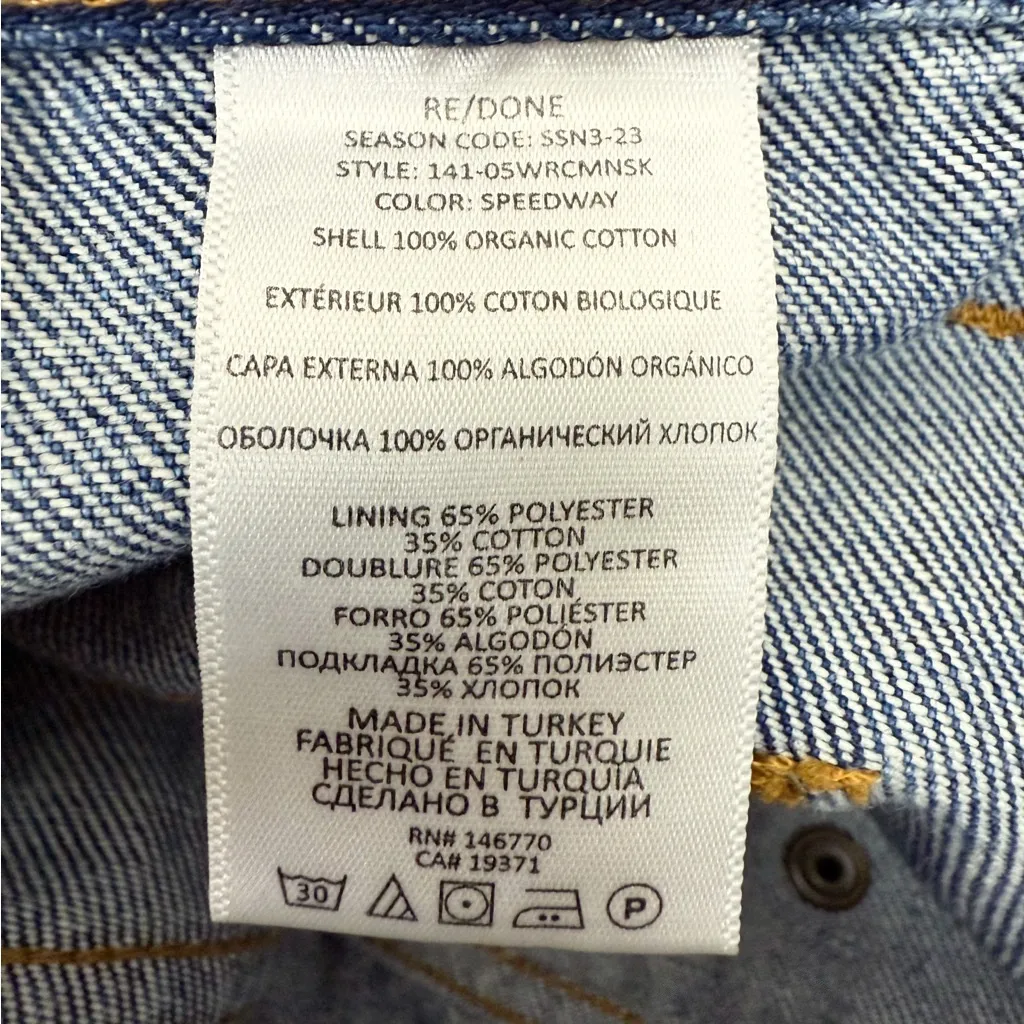 RE/DONE
SEASON CODE: SSN3-23
STYLE: 141-05WRCMNSK
COLOR: SPEEDWAY
SHELL 100% ORGANIC COTTON
EXTÉRIEUR 100% COTON BIOLOGIQUE
CAPA EXTERNA 100% ALGODÓN ORGÁNICO
ОБОЛОЧКА 100% ОРГАНИЧЕСКИЙ ХЛОПОК
LINING 65% POLYESTER
35% COTTON
DOUBLURE 65% POLYESTER
35% COTON
FORRO 65% POLIÉSTER
35% ALGODÓN
ПОДКЛАДКА 65% ПОЛИЭСТЕР
35% ХЛОПОК
MADE IN TURKEY
FABRIQUÉ EN TURQUIE
HECHO EN TURQUÍA
СДЕЛАНО В ТУРЦИИ
RN# 146770
CA# 19371
30 P